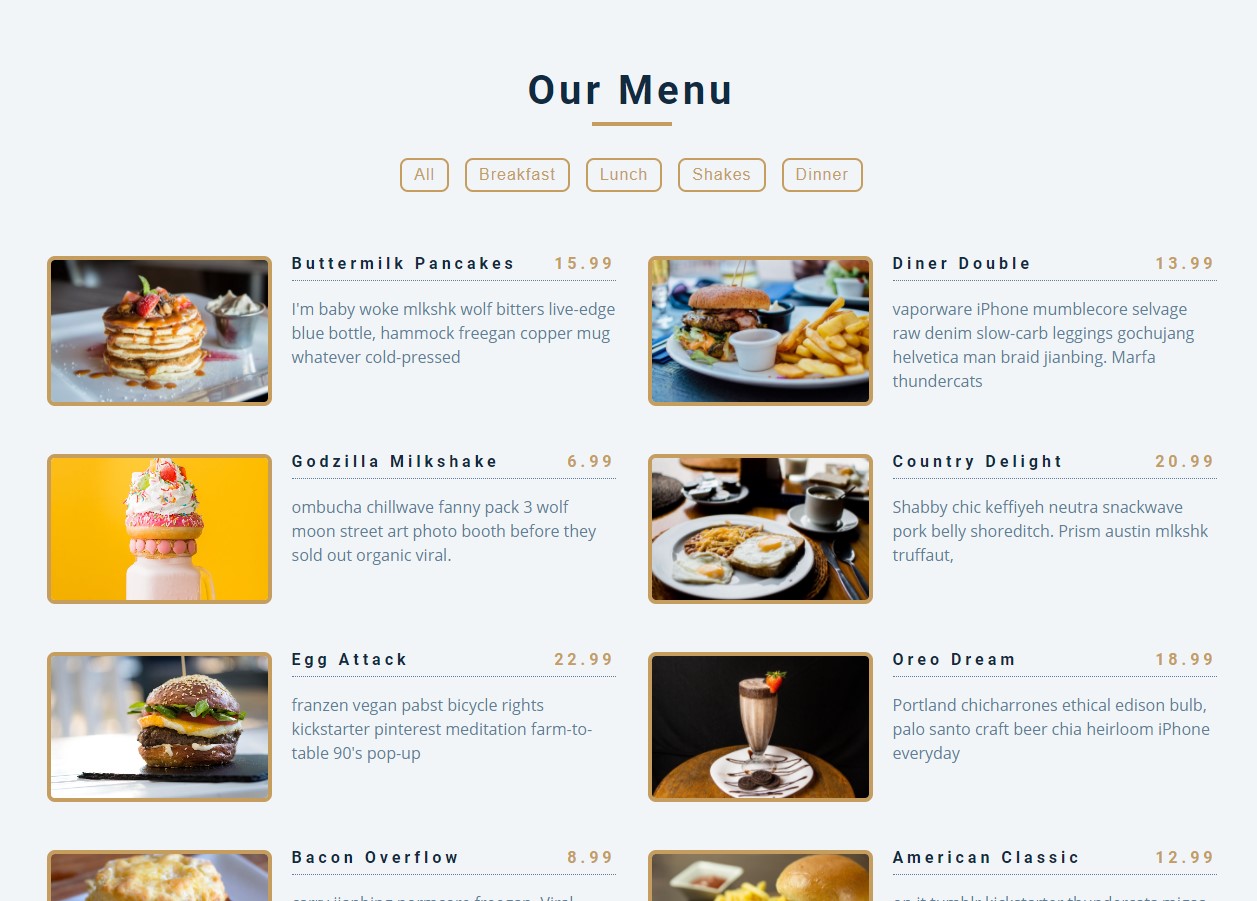 Our Menu
All
Breakfast
Lunch
Shakes
Dinner
Buttermilk Pancakes 15.99
I'm baby woke mlkshk wolf bitters live-edge
blue bottle, hammock freegan copper mug
whatever cold-pressed
Diner Double 13.99
vaporware iPhone mumblecore selvage
raw denim slow-carb leggings gochujang
helvetica man braid jianbing. Marfa
thundercats
Godzilla Milkshake 6.99
ombucha chillwave fanny pack 3 wolf
moon street art photo booth before they
sold out organic viral.
Country Delight 20.99
Shabby chic keffiyeh neutra snackwave
pork belly shoreditch. Prism austin mlkshk
truffaut,
Egg Attack 22.99
franzen vegan pabst bicycle rights
kickstarter pinterest meditation farm-to-
table 90's pop-up
Oreo Dream 18.99
Portland chicharrones ethical edison bulb,
palo santo craft beer chia heirloom iPhone
everyday
Bacon Overflow 8.99
American Classic 12.99